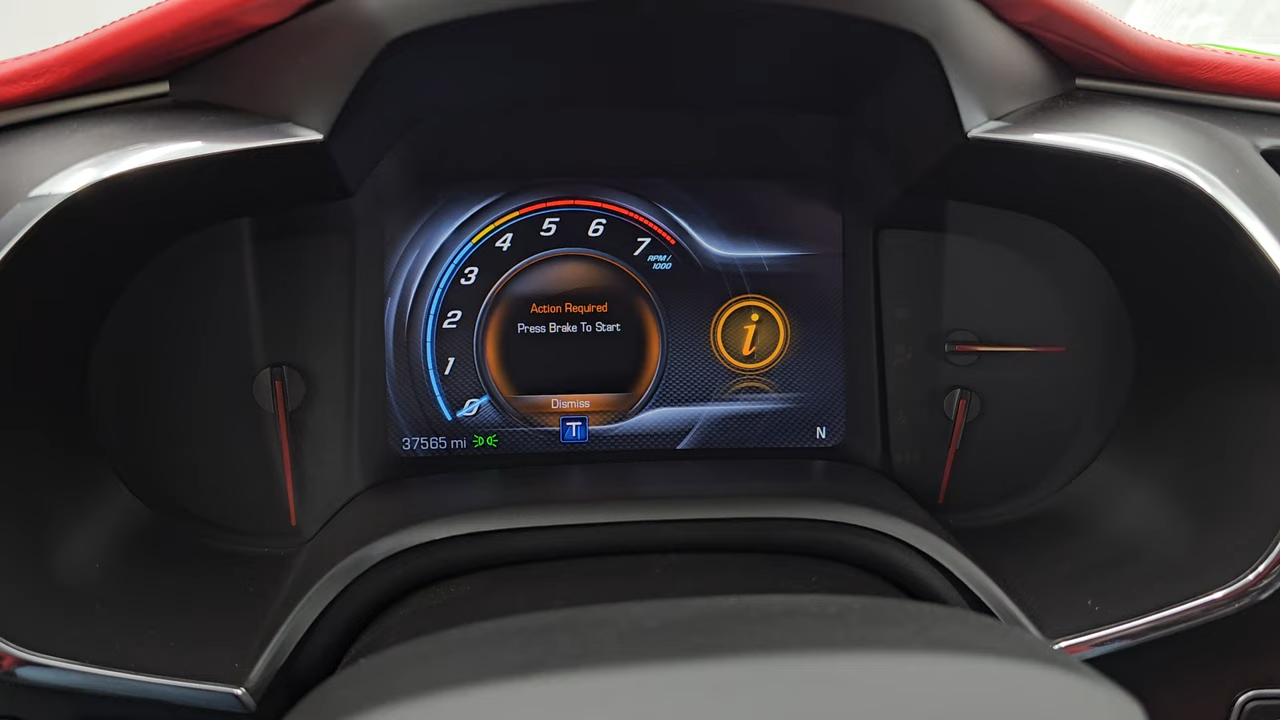 4 5 6 7
3
2
1
0
RPM/
1000
Action Required
Press Brake To Start
i
Dismiss
T
37565 mi
N